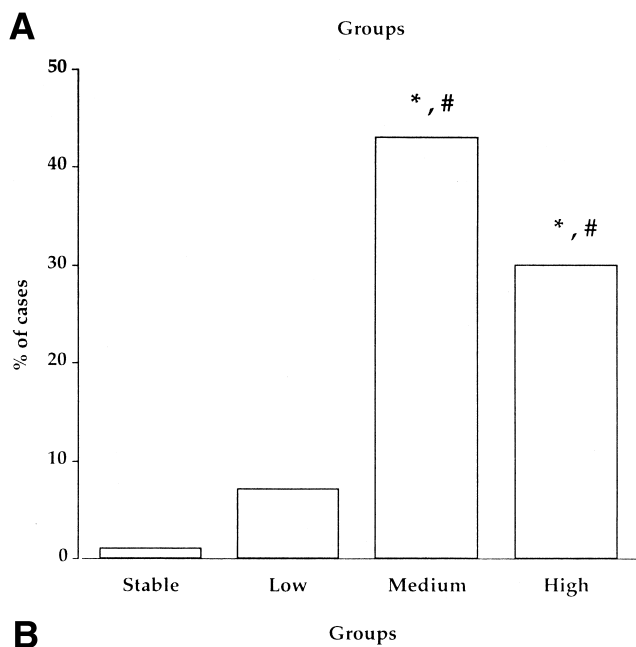 A
Groups
50
*, #
40
*, #
30
% of cases
20
10
0
Stable Low Medium High
B
Groups